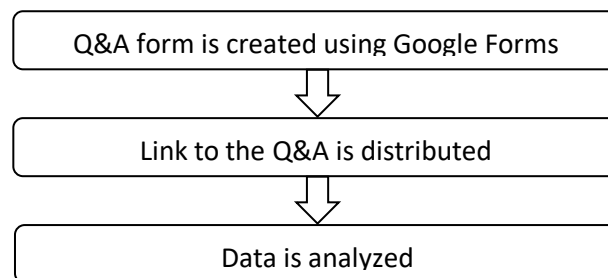 Q&A form is created using Google Forms
Link to the Q&A is distributed
Data is analyzed